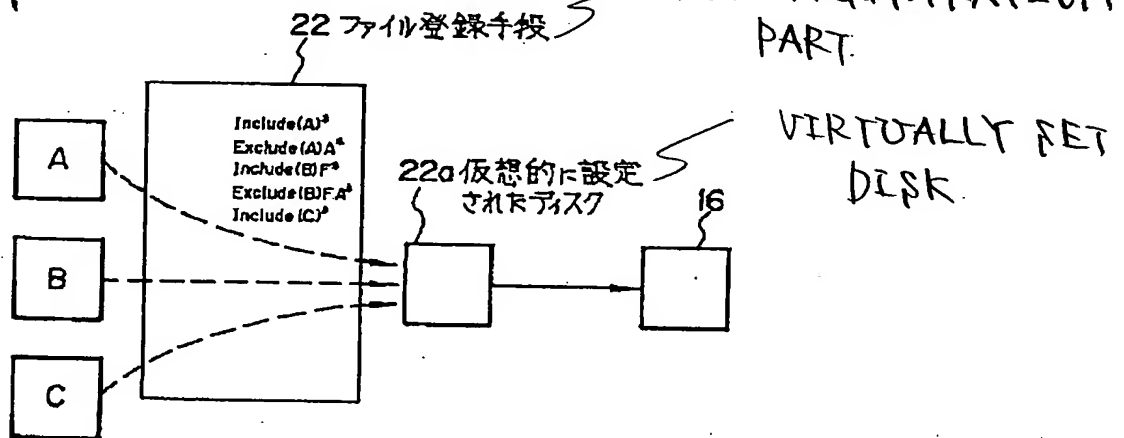 22 ファイル登録手段
PART.
Include(A)*
Exclude(A)A*
Include(B)F*
Exclude(B)FA*
Include(C)*
VIRTUALLY SET
DISK
22a 仮想的に設定
されたディスク
16
A
B
C